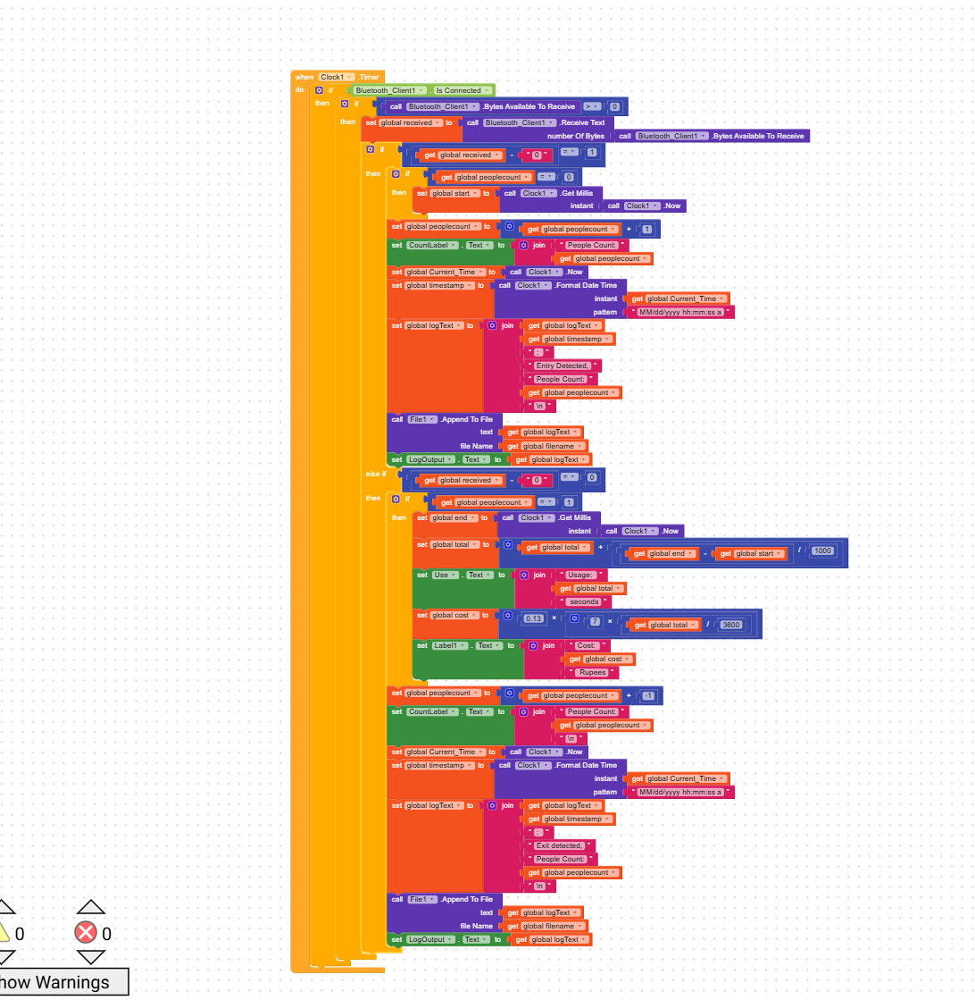 when Clock1 .Timer
do if Bluetooth_Client1 . Is Connected
then if call Bluetooth_Client1 .Bytes Available To Receive > 0
then set global received to call Bluetooth_Client1 .Receive Text
number Of Bytes call Bluetooth_Client1 .Bytes Available To Receive
if get global received - " 0 " = 1
then if get global peoplecount = 0
then set global start to call Clock1 .Get Millis
instant call Clock1 .Now
set global peoplecount to get global peoplecount + 1
set CountLabel . Text to join " People Count: "
get global peoplecount
set global Current_Time to call Clock1 .Now
set global timestamp to call Clock1 .Format Date Time
instant get global Current_Time
pattern " MM/dd/yyyy hh:mm:ss a "
set global logText to join get global logText
get global timestamp
" : "
" Entry Detected, "
" People Count: "
get global peoplecount
" \n "
call File1 .Append To File
text get global logText
file Name get global filename
set LogOutput . Text to get global logText
else if get global received - " 0 " = 0
then if get global peoplecount = 1
then set global end to call Clock1 .Get Millis
instant call Clock1 .Now
set global total to get global total + get global end - get global start / 1000
set Use . Text to join " Usage: "
get global total
" seconds "
set global cost to 0.13 × 7 × get global total / 3600
set Label1 . Text to join " Cost: "
get global cost
" Rupees "
set global peoplecount to get global peoplecount + -1
set CountLabel . Text to join " People Count: "
get global peoplecount
" \n "
set global Current_Time to call Clock1 .Now
set global timestamp to call Clock1 .Format Date Time
instant get global Current_Time
pattern " MM/dd/yyyy hh:mm:ss a "
set global logText to join get global logText
get global timestamp
" : "
" Exit detected, "
" People Count: "
get global peoplecount
" \n "
call File1 .Append To File
text get global logText
file Name get global filename
set LogOutput . Text to get global logText
0 0
how Warnings